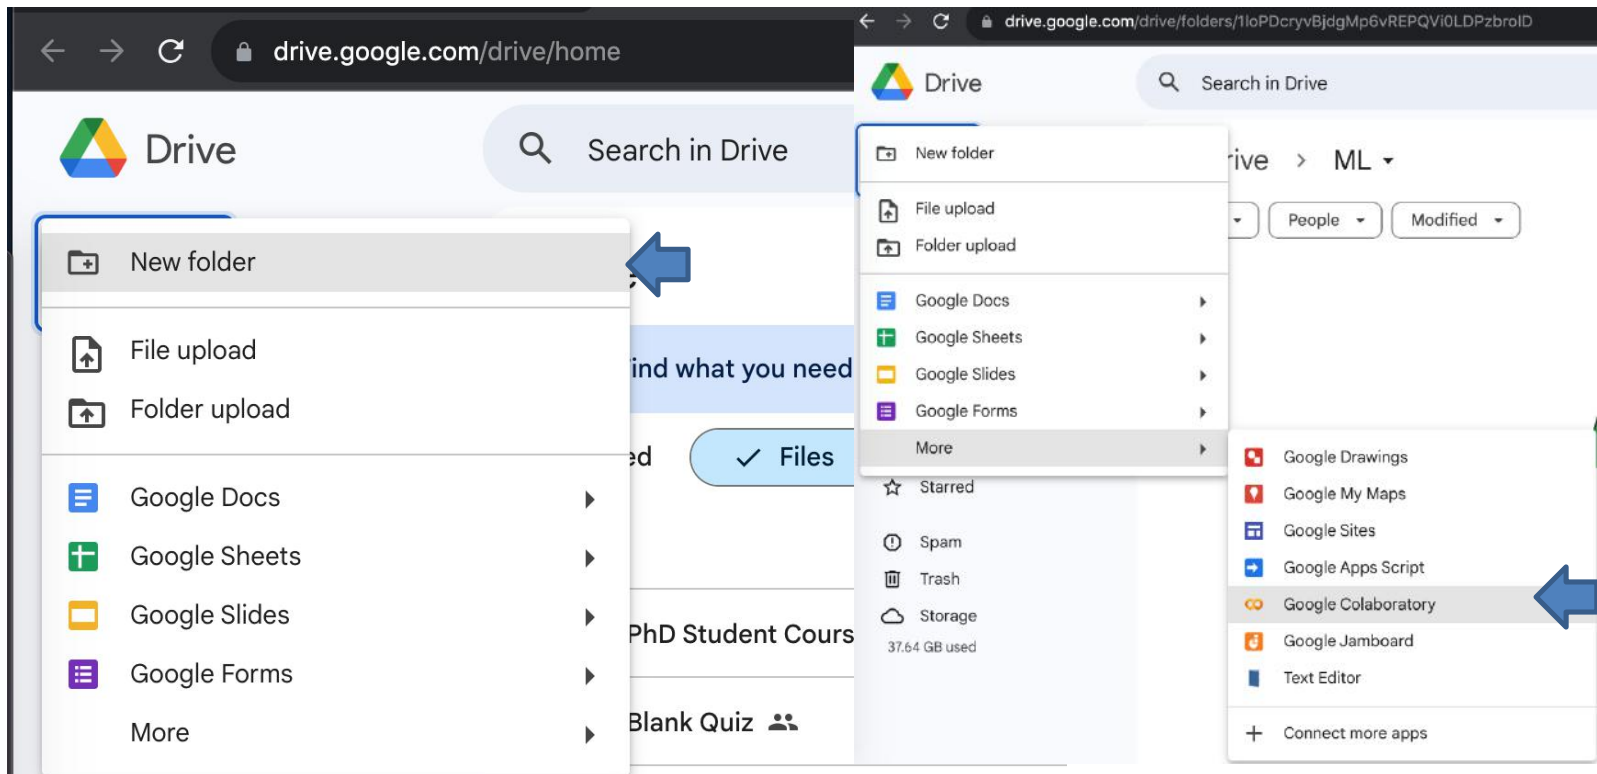 drive.google.com/drive/home
Drive
Search in Drive
New folder
File upload
Folder upload
Google Docs
Google Sheets
Google Slides
Google Forms
More
ind what you need
ed
Files
PhD Student Cours
Blank Quiz
drive.google.com/drive/folders/1IoPDcryvBjdgMp6vREPQVi0LDPzbroID
Drive
Search in Drive
New folder
File upload
Folder upload
Google Docs
Google Sheets
Google Slides
Google Forms
More
rive > ML
People
Modified
Starred
Spam
Trash
Storage
37.64 GB used
Google Drawings
Google My Maps
Google Sites
Google Apps Script
Google Colaboratory
Google Jamboard
Text Editor
Connect more apps